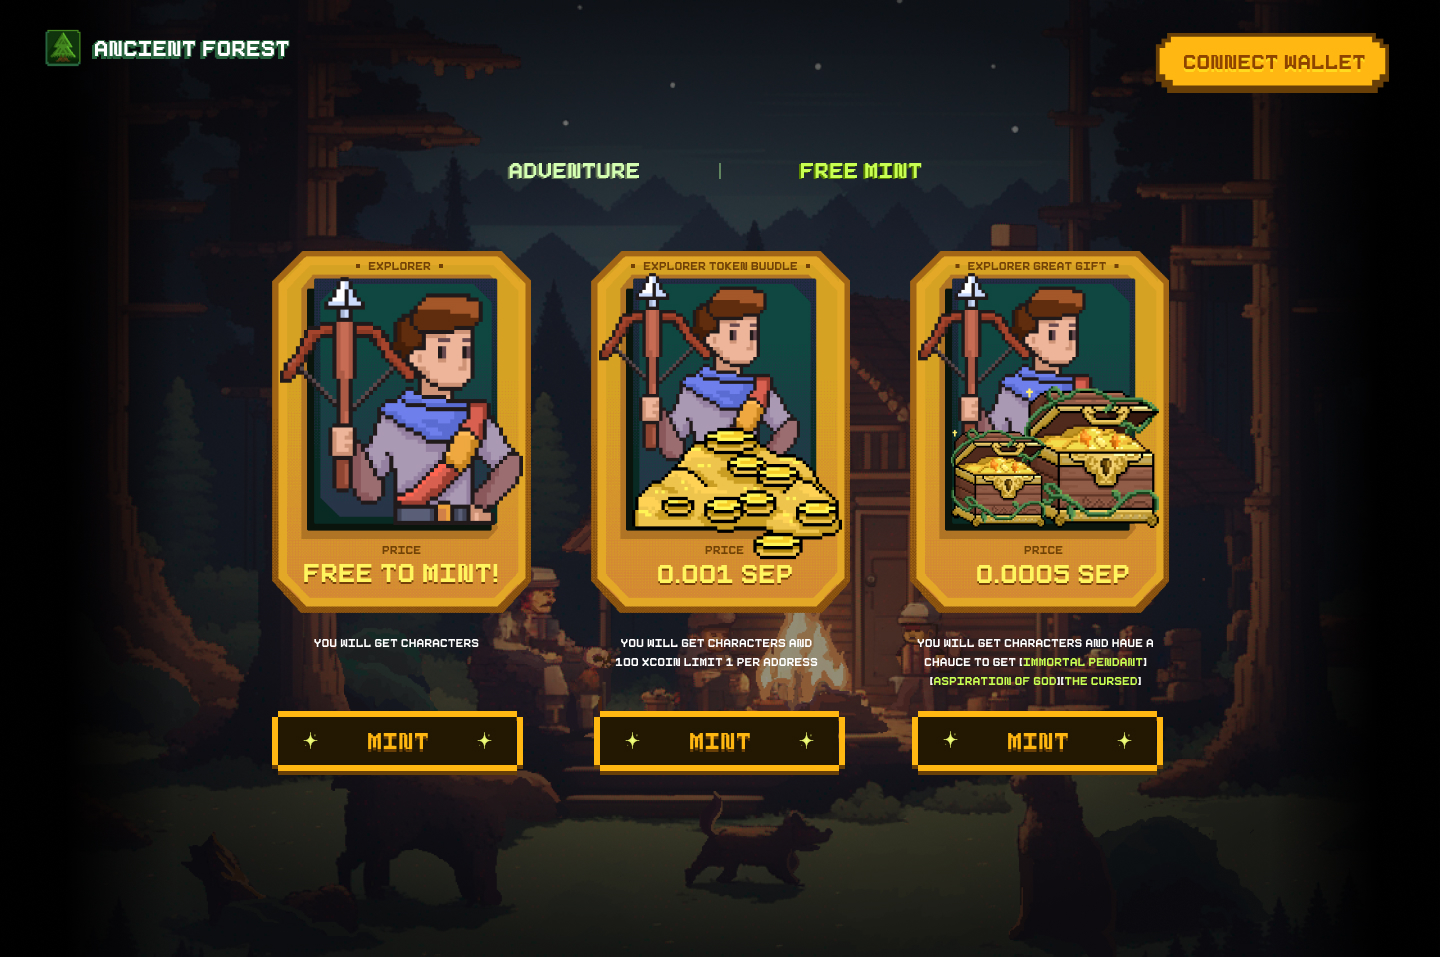 ANCIENT FOREST
CONNECT WALLET
ADVENTURE | FREE MINT
EXPLORER
PRICE
FREE TO MINT!
YOU WILL GET CHARACTERS
MINT
EXPLORER TOKEN BUUDLE
PRICE
0.001 SEP
YOU WILL GET CHARACTERS AND
100 XCOIN LIMIT 1 PER ADDRESS
MINT
EXPLORER GREAT GIFT
PRICE
0.0005 SEP
YOU WILL GET CHARACTERS AND HAUE A
CHAUCE TO GET [IMMORTAL PENDANT]
[ASPIRATION OF GOD][THE CURSED]
MINT